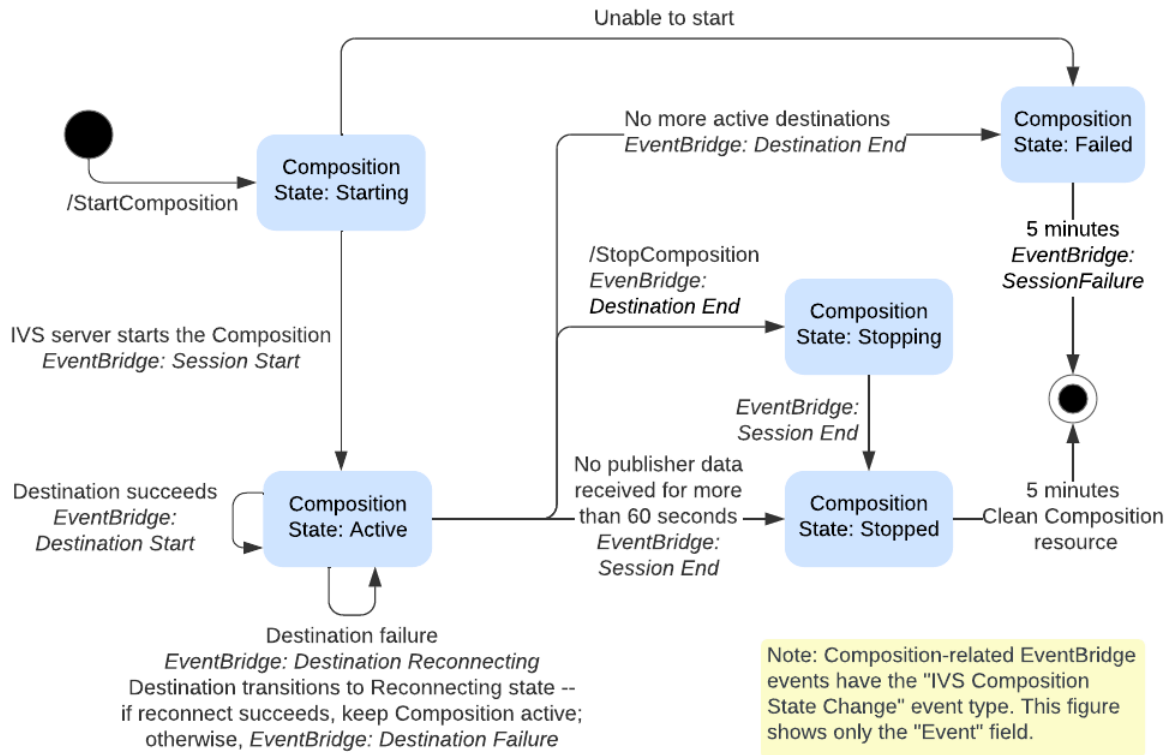 Unable to start
Composition
State: Failed
No more active destinations
EventBridge: Destination End
Composition
State: Starting
/StartComposition
5 minutes
EventBridge:
SessionFailure
/StopComposition
EvenBridge:
Destination End
Composition
State: Stopping
IVS server starts the Composition
EventBridge: Session Start
EventBridge:
Session End
Destination succeeds
EventBridge:
Destination Start
Composition
State: Active
No publisher data
received for more
than 60 seconds
EventBridge:
Session End
Composition
State: Stopped
5 minutes
Clean Composition
resource
Destination failure
EventBridge: Destination Reconnecting
Destination transitions to Reconnecting state --
if reconnect succeeds, keep Composition active;
otherwise, EventBridge: Destination Failure
Note: Composition-related EventBridge
events have the "IVS Composition
State Change" event type. This figure
shows only the "Event" field.